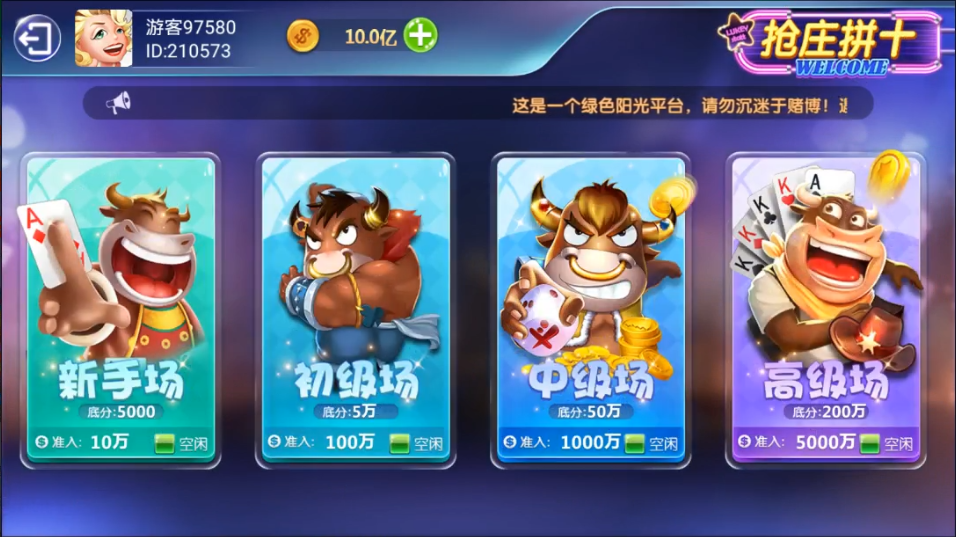 游客97580
ID:210573
10.0亿
抢庄拼十
WELCOME
这是一个绿色阳光平台，请勿沉迷于赌博！
A
K
K
K
K
A
新手场
底分:5000
准入: 10万
空闲
初级场
底分:5万
准入: 100万
空闲
中级场
底分:50万
准入: 1000万
空闲
高级场
底分:200万
准入: 5000万
空闲